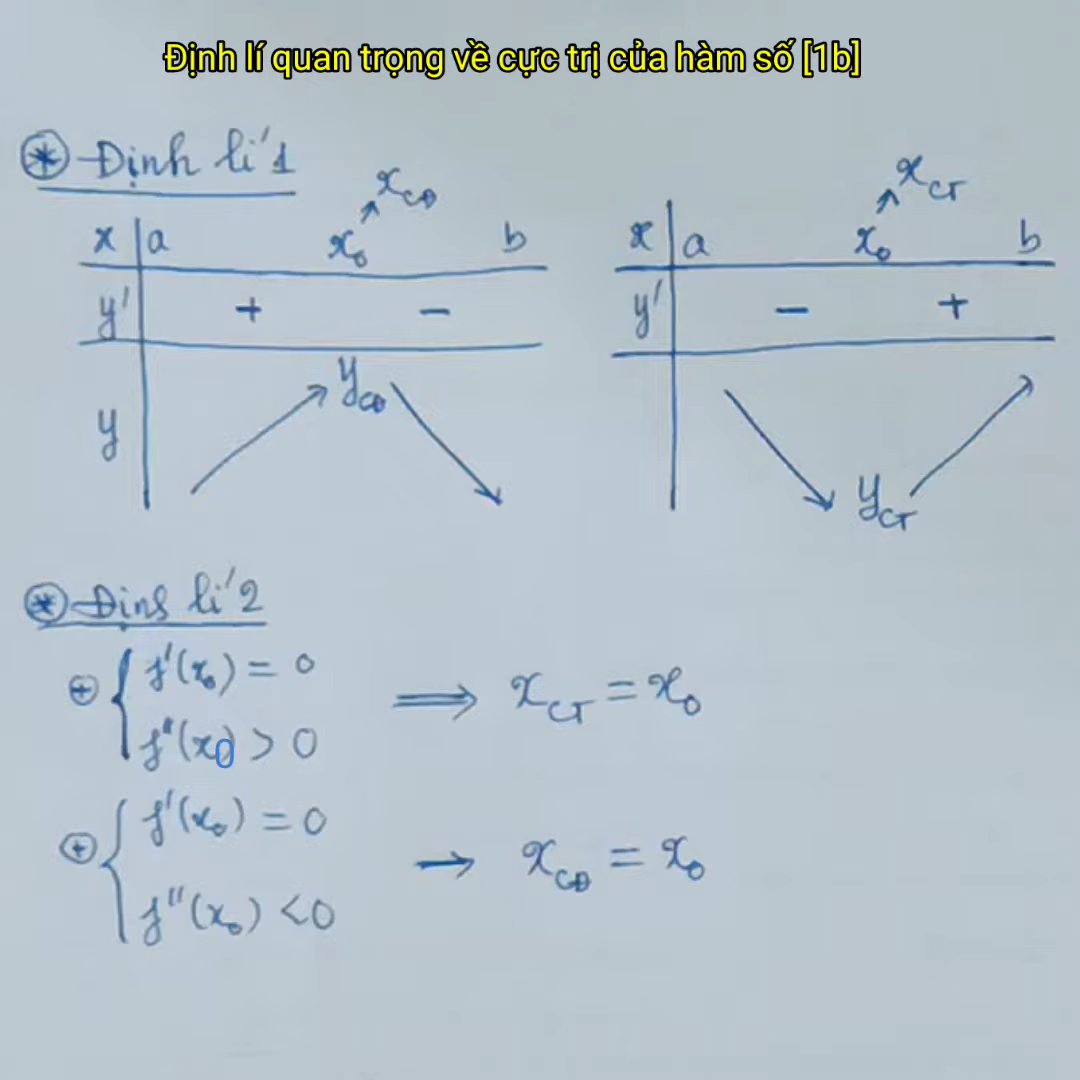 Định lí quan trọng về cực trị của hàm số [1b]
⊛ Định lí 1
x_CĐ
x a x₀ b
y' + −
y_CĐ
y
x_CT
x a x₀ b
y' − +
y_CT
⊛ Định lí 2
⊕ { f'(x₀) = 0
f"(x₀) > 0 ⟹ x_CT = x₀
⊕ { f'(x₀) = 0
f"(x₀) < 0 → x_CĐ = x₀